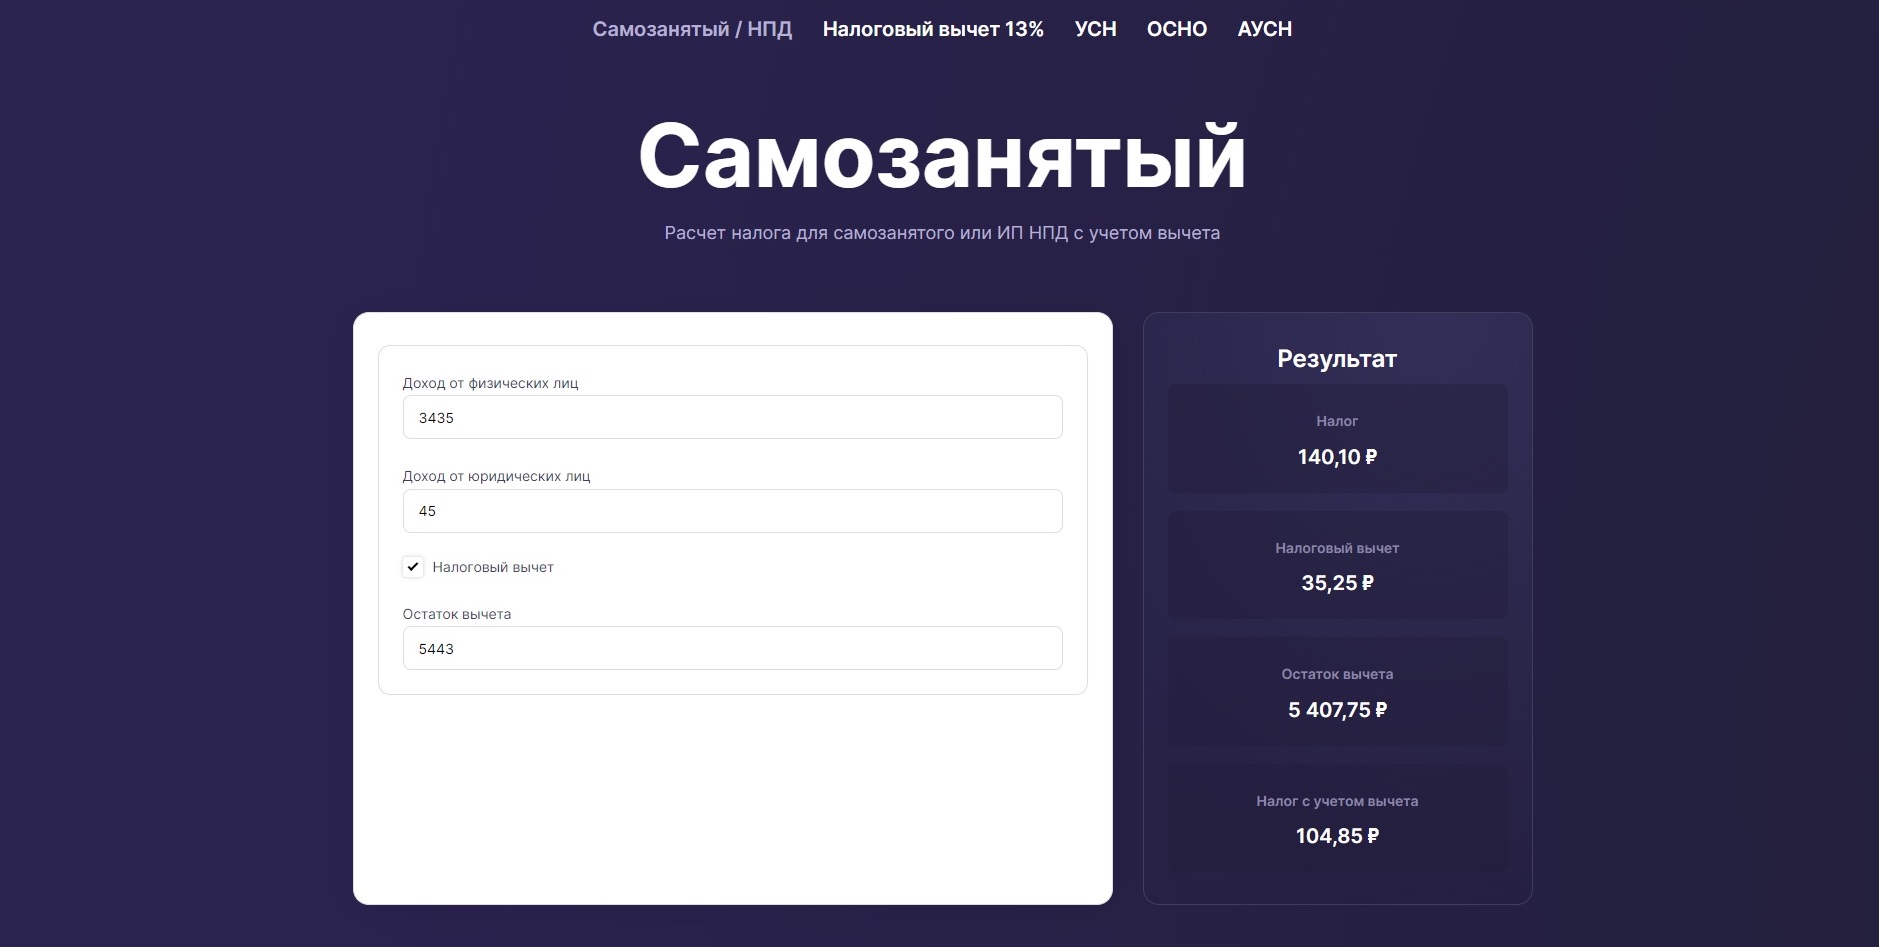 Самозанятый / НПД Налоговый вычет 13% УСН ОСНО АУСН
Самозанятый
Расчет налога для самозанятого или ИП НПД с учетом вычета
Доход от физических лиц
3435
Доход от юридических лиц
45
Налоговый вычет
Остаток вычета
5443
Результат
Налог
140,10 ₽
Налоговый вычет
35,25 ₽
Остаток вычета
5 407,75 ₽
Налог с учетом вычета
104,85 ₽